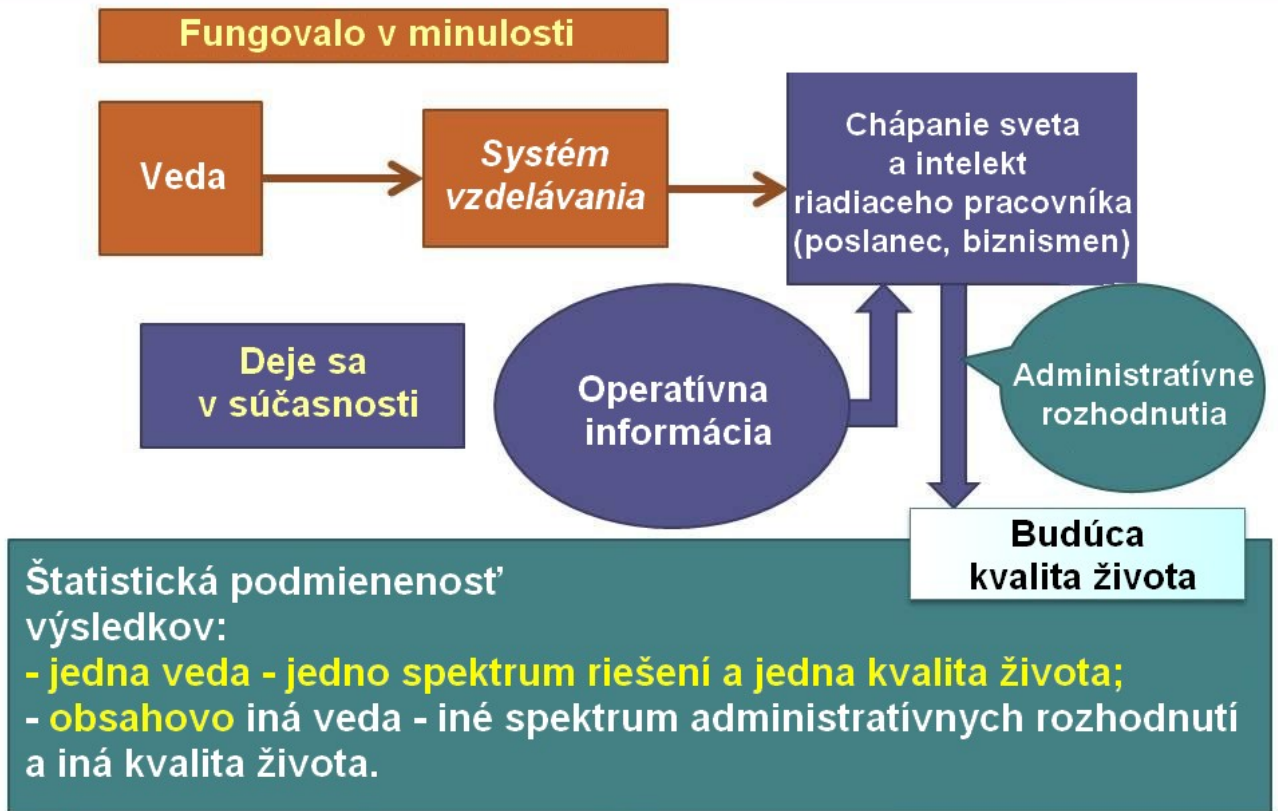 Fungovalo v minulosti
Veda
Systém
vzdelávania
Chápanie sveta
a intelekt
riadiaceho pracovníka
(poslanec, biznismen)
Deje sa
v súčasnosti
Operatívna
informácia
Administratívne
rozhodnutia
Budúca
kvalita života
Štatistická podmienenosť
výsledkov:
- jedna veda - jedno spektrum riešení a jedna kvalita života;
- obsahovo iná veda - iné spektrum administratívnych rozhodnutí
a iná kvalita života.